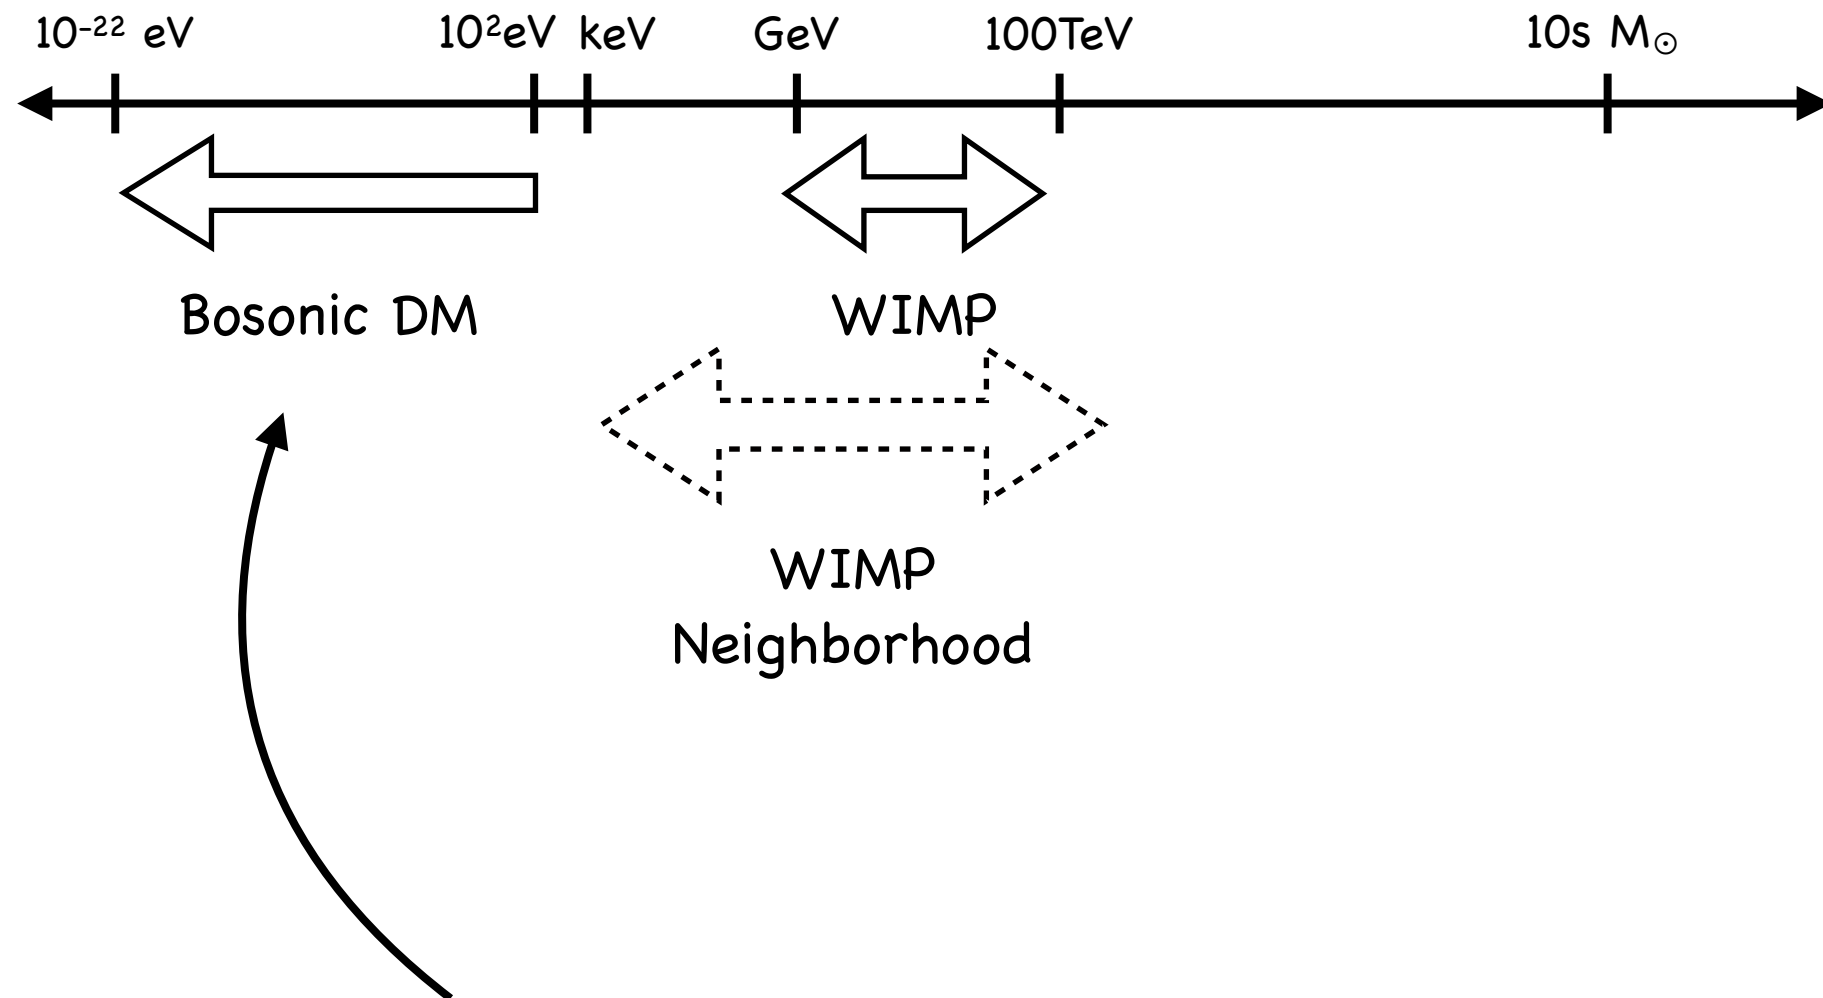 10⁻²² eV 10²eV keV GeV 100TeV 10s M☉
Bosonic DM WIMP
WIMP
Neighborhood